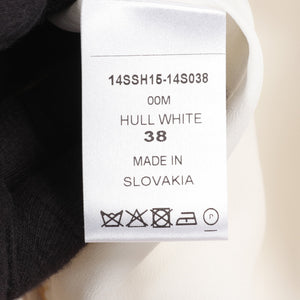 14SSH15-14S038
00M
HULL WHITE
38
MADE IN
SLOVAKIA